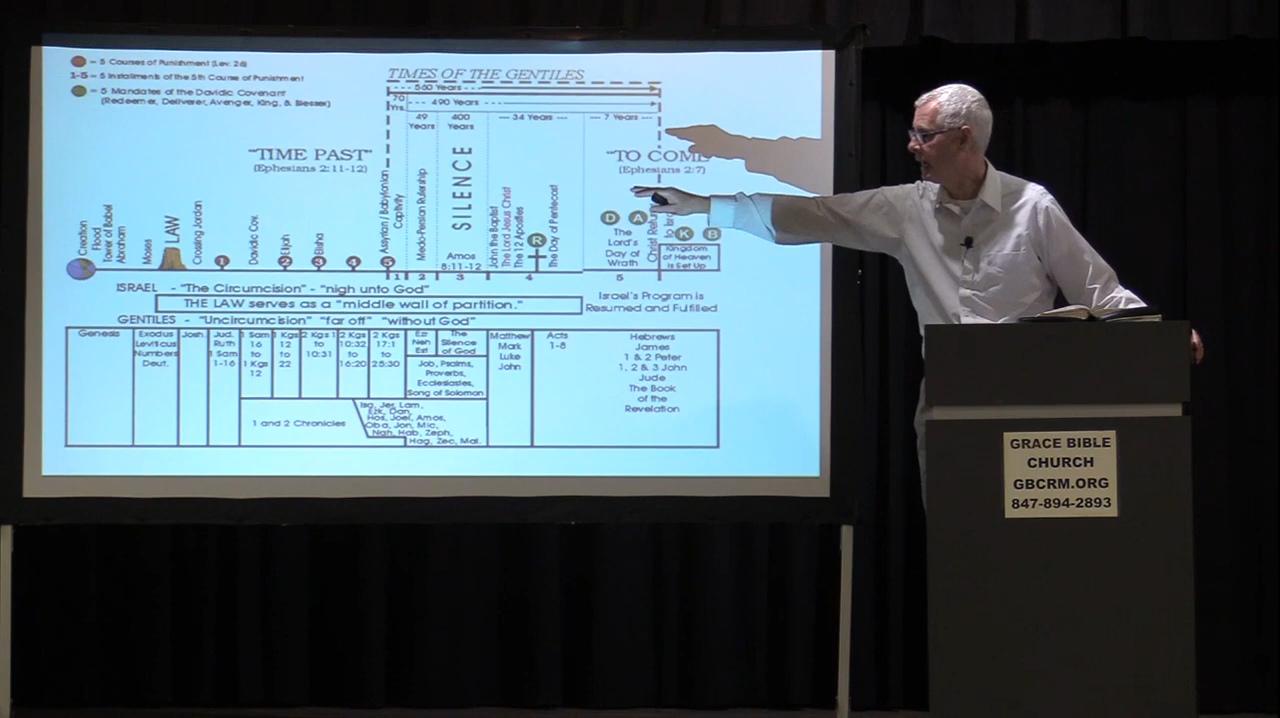 = 5 Courses of Punishment (Lev. 26)
1-5 = 5 Installments of the 5th Course of Punishment
= 5 Mandates of the Davidic Covenant
(Redeemer, Deliverer, Avenger, King, & Blesser)
TIMES OF THE GENTILES
560 Years
70 Yrs.
490 Years
49 Years
400 Years
34 Years
7 Years
"TIME PAST"
(Ephesians 2:11-12)
"TO COME
(Ephesians 2:7)
Creation
Flood
Tower of Babel
Abraham
Moses
LAW
Crossing Jordan
1
Davidic Cov.
2
Elijah
3
Elisha
4
5
Assyrian / Babylonian
Captivity
Medo-Persian Rulership
SILENCE
Amos
8:11-12
John the Baptist
The Lord Jesus Christ
The 12 Apostles
R
The Day of Pentecost
D A
The
Lord's
Day of
Wrath
Christ
K B
Kingdom
of Heaven
is Set Up
1 2 3 4 5
ISRAEL - "The Circumcision" - "nigh unto God"
THE LAW serves as a "middle wall of partition."
GENTILES - "Uncircumcision" "far off" "without God"
Israel's Program is
Resumed and Fulfilled
Genesis
Exodus
Leviticus
Numbers
Deut.
Josh.
Jud.
Ruth
1 Sam
1-16
1 Sam
16
to
1 Kgs
12
1 Kgs
12
to
22
2 Kgs 1
to
10:31
2 Kgs
10:32
to
16:20
2 Kgs
17:1
to
25:30
Ezr
Neh
Est
The
Silence
of God
Job, Psalms,
Proverbs,
Ecclesiastes,
Song of Solomon
1 and 2 Chronicles
Isa, Jer, Lam,
Ezk, Dan,
Hos, Joel, Amos,
Oba, Jon, Mic,
Nah, Hab, Zeph,
Hag, Zec, Mal.
Matthew
Mark
Luke
John
Acts
1-8
Hebrews
James
1 & 2 Peter
1, 2 & 3 John
Jude
The Book
of the
Revelation
GRACE BIBLE
CHURCH
GBCRM.ORG
847-894-2893